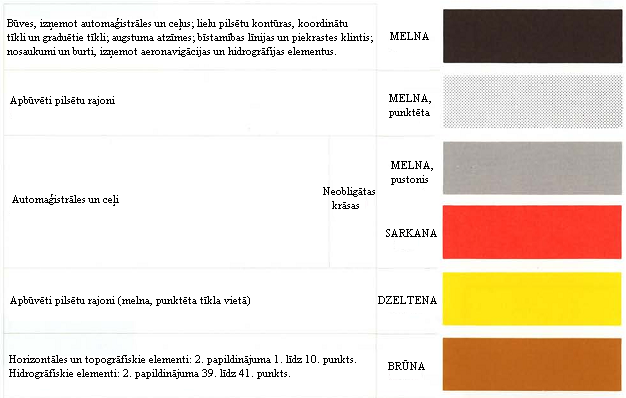 Būves, izņemot automaģistrāles un ceļus; lielu pilsētu kontūras, koordinātu
tīkli un graduētie tīkli; augstuma atzīmes; bīstamības līnijas un piekrastes klintis;
nosaukumi un burti, izņemot aeronavigācijas un hidrogrāfijas elementus.
MELNA
Apbūvēti pilsētu rajoni
MELNA,
punktēta
Automaģistrāles un ceļi
Neobligātas
krāsas
MELNA,
pustonis
SARKANA
Apbūvēti pilsētu rajoni (melna, punktēta tīkla vietā)
DZELTENA
Horizontāles un topogrāfiskie elementi: 2. papildinājuma 1. līdz 10. punkts.
Hidrogrāfiskie elementi: 2. papildinājuma 39. līdz 41. punkts.
BRŪNA